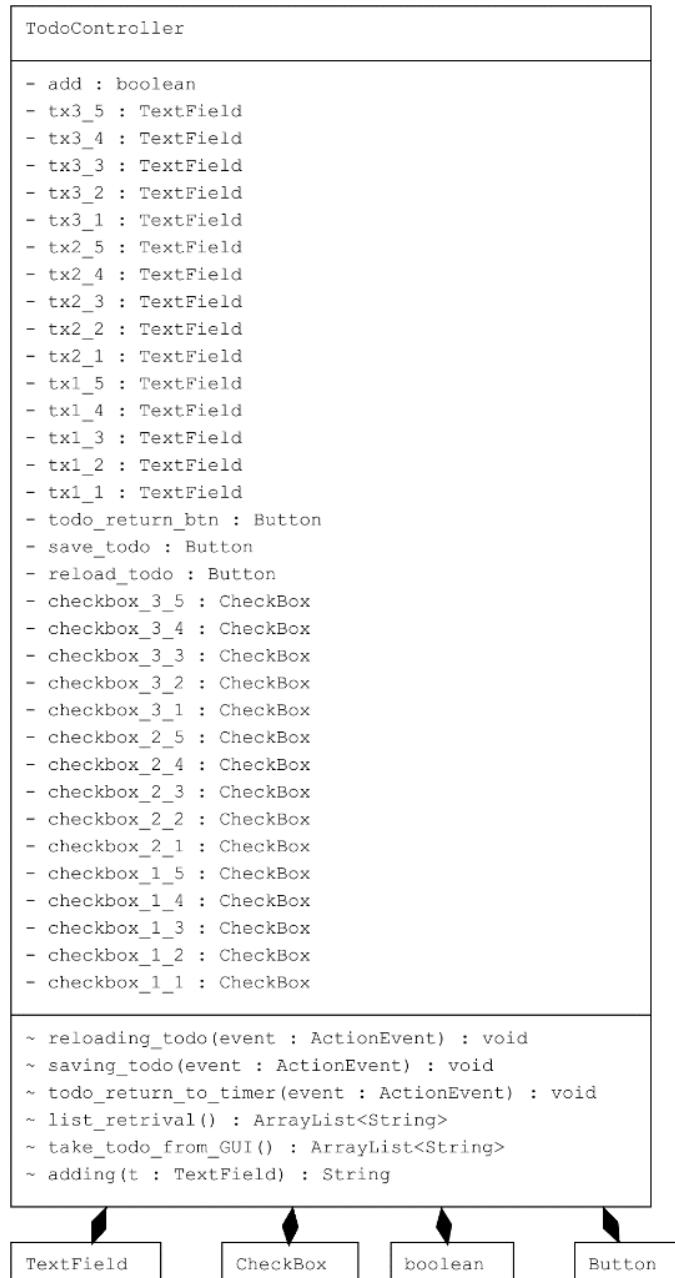 TodoController
- add : boolean
- tx3_5 : TextField
- tx3_4 : TextField
- tx3_3 : TextField
- tx3_2 : TextField
- tx3_1 : TextField
- tx2_5 : TextField
- tx2_4 : TextField
- tx2_3 : TextField
- tx2_2 : TextField
- tx2_1 : TextField
- tx1_5 : TextField
- tx1_4 : TextField
- tx1_3 : TextField
- tx1_2 : TextField
- tx1_1 : TextField
- todo_return_btn : Button
- save_todo : Button
- reload_todo : Button
- checkbox_3_5 : CheckBox
- checkbox_3_4 : CheckBox
- checkbox_3_3 : CheckBox
- checkbox_3_2 : CheckBox
- checkbox_3_1 : CheckBox
- checkbox_2_5 : CheckBox
- checkbox_2_4 : CheckBox
- checkbox_2_3 : CheckBox
- checkbox_2_2 : CheckBox
- checkbox_2_1 : CheckBox
- checkbox_1_5 : CheckBox
- checkbox_1_4 : CheckBox
- checkbox_1_3 : CheckBox
- checkbox_1_2 : CheckBox
- checkbox_1_1 : CheckBox
~ reloading_todo(event : ActionEvent) : void
~ saving_todo(event : ActionEvent) : void
~ todo_return_to_timer(event : ActionEvent) : void
~ list_retrival() : ArrayList<String>
~ take_todo_from_GUI() : ArrayList<String>
~ adding(t : TextField) : String
TextField CheckBox boolean Button